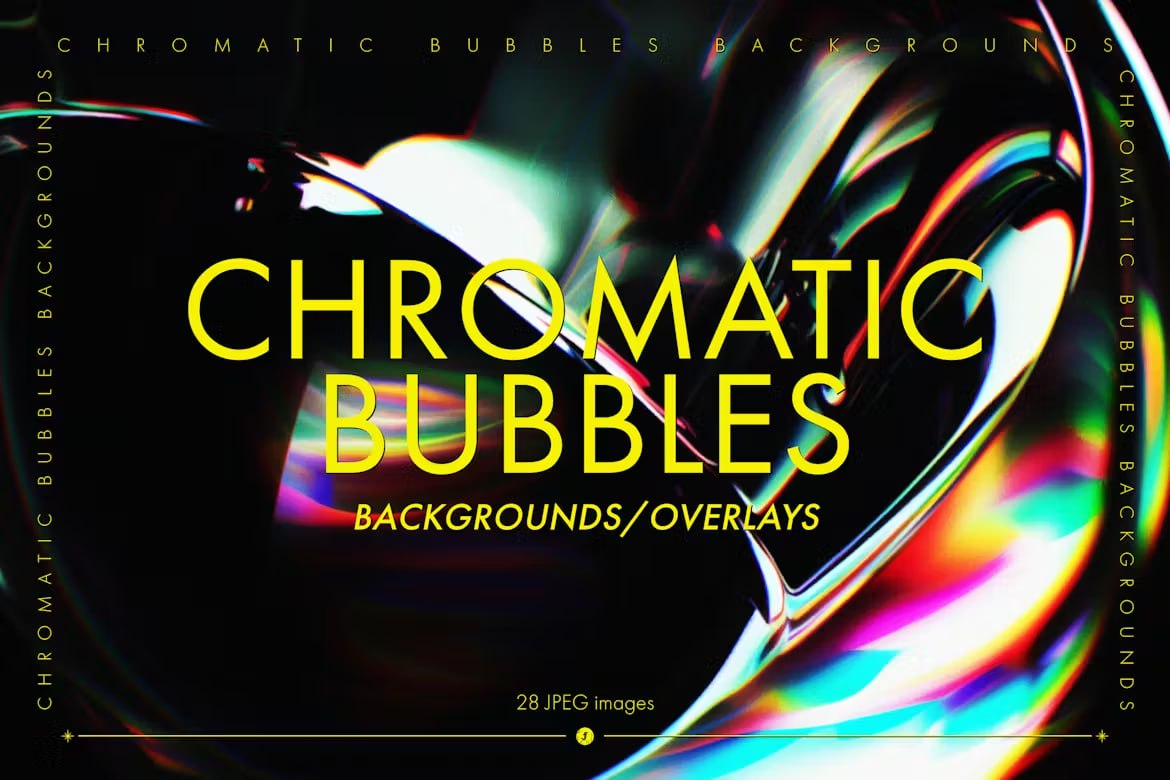 CHROMATIC BUBBLES BACKGROUNDS
CHROMATIC BUBBLES BACKGROUNDS
CHROMATIC BUBBLES BACKGROUNDS
CHROMATIC
BUBBLES
BACKGROUNDS/OVERLAYS
28 JPEG images